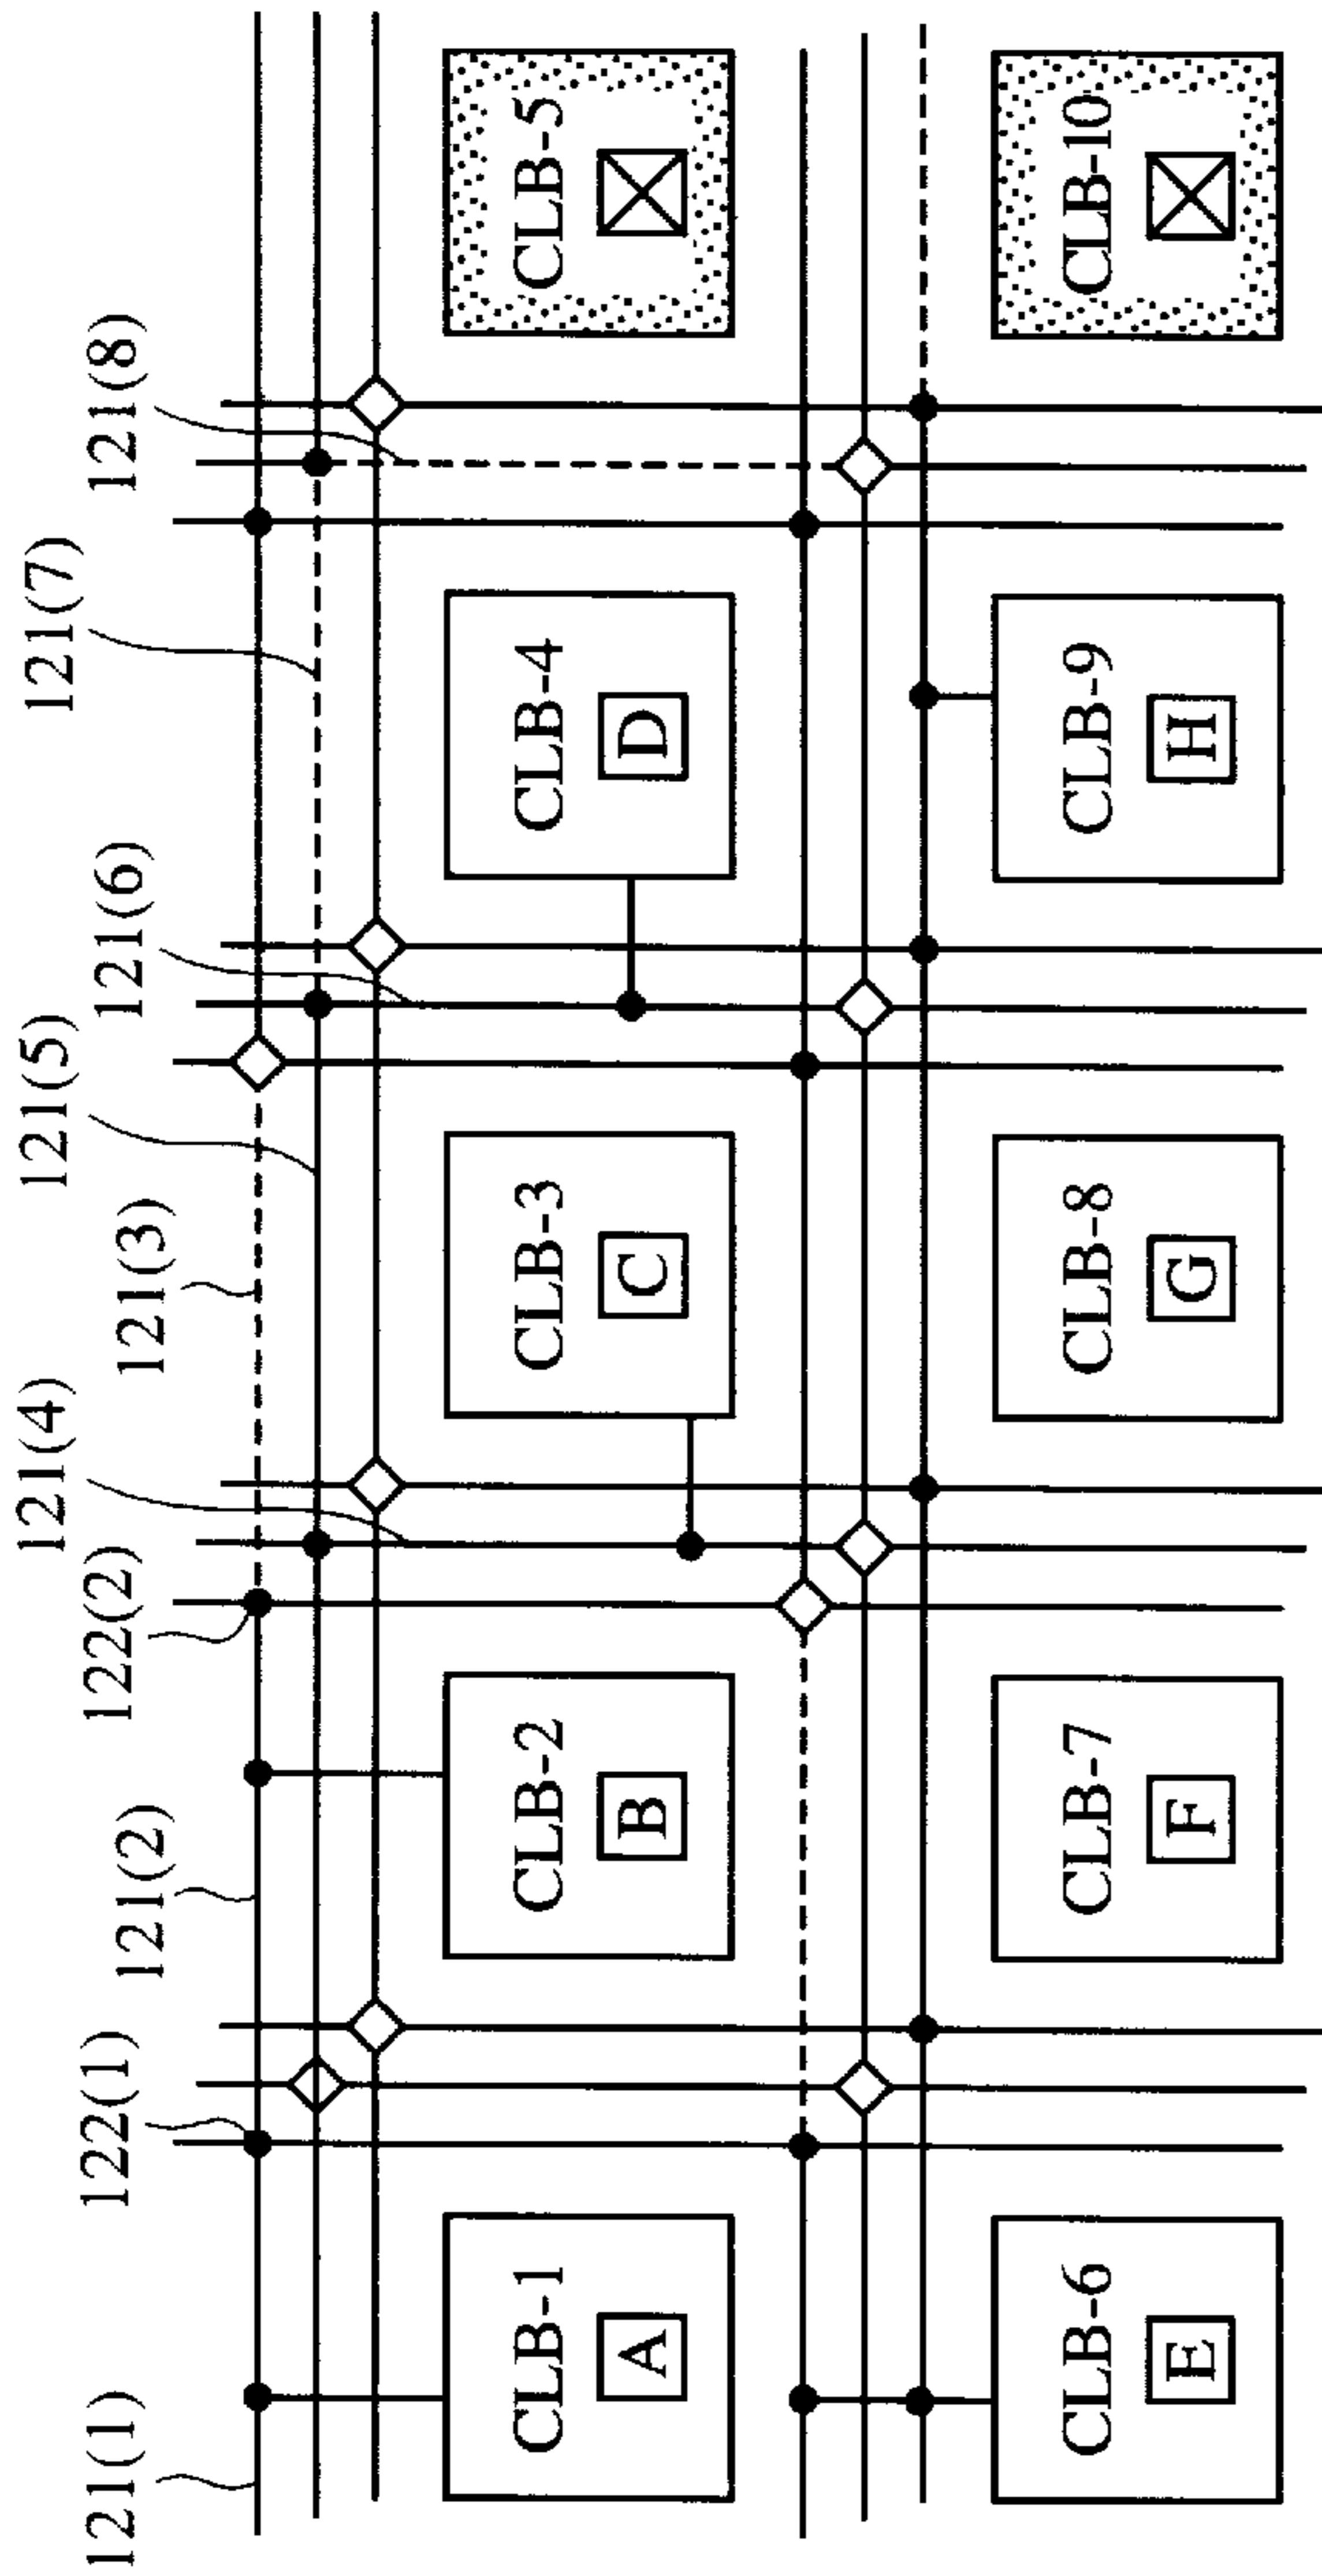 121(1)
122(1)
121(2)
122(2)
121(4)
121(3)
121(5)
121(6)
121(7)
121(8)
CLB-1
A
CLB-2
B
CLB-3
C
CLB-4
D
CLB-5
CLB-6
E
CLB-7
F
CLB-8
G
CLB-9
H
CLB-10